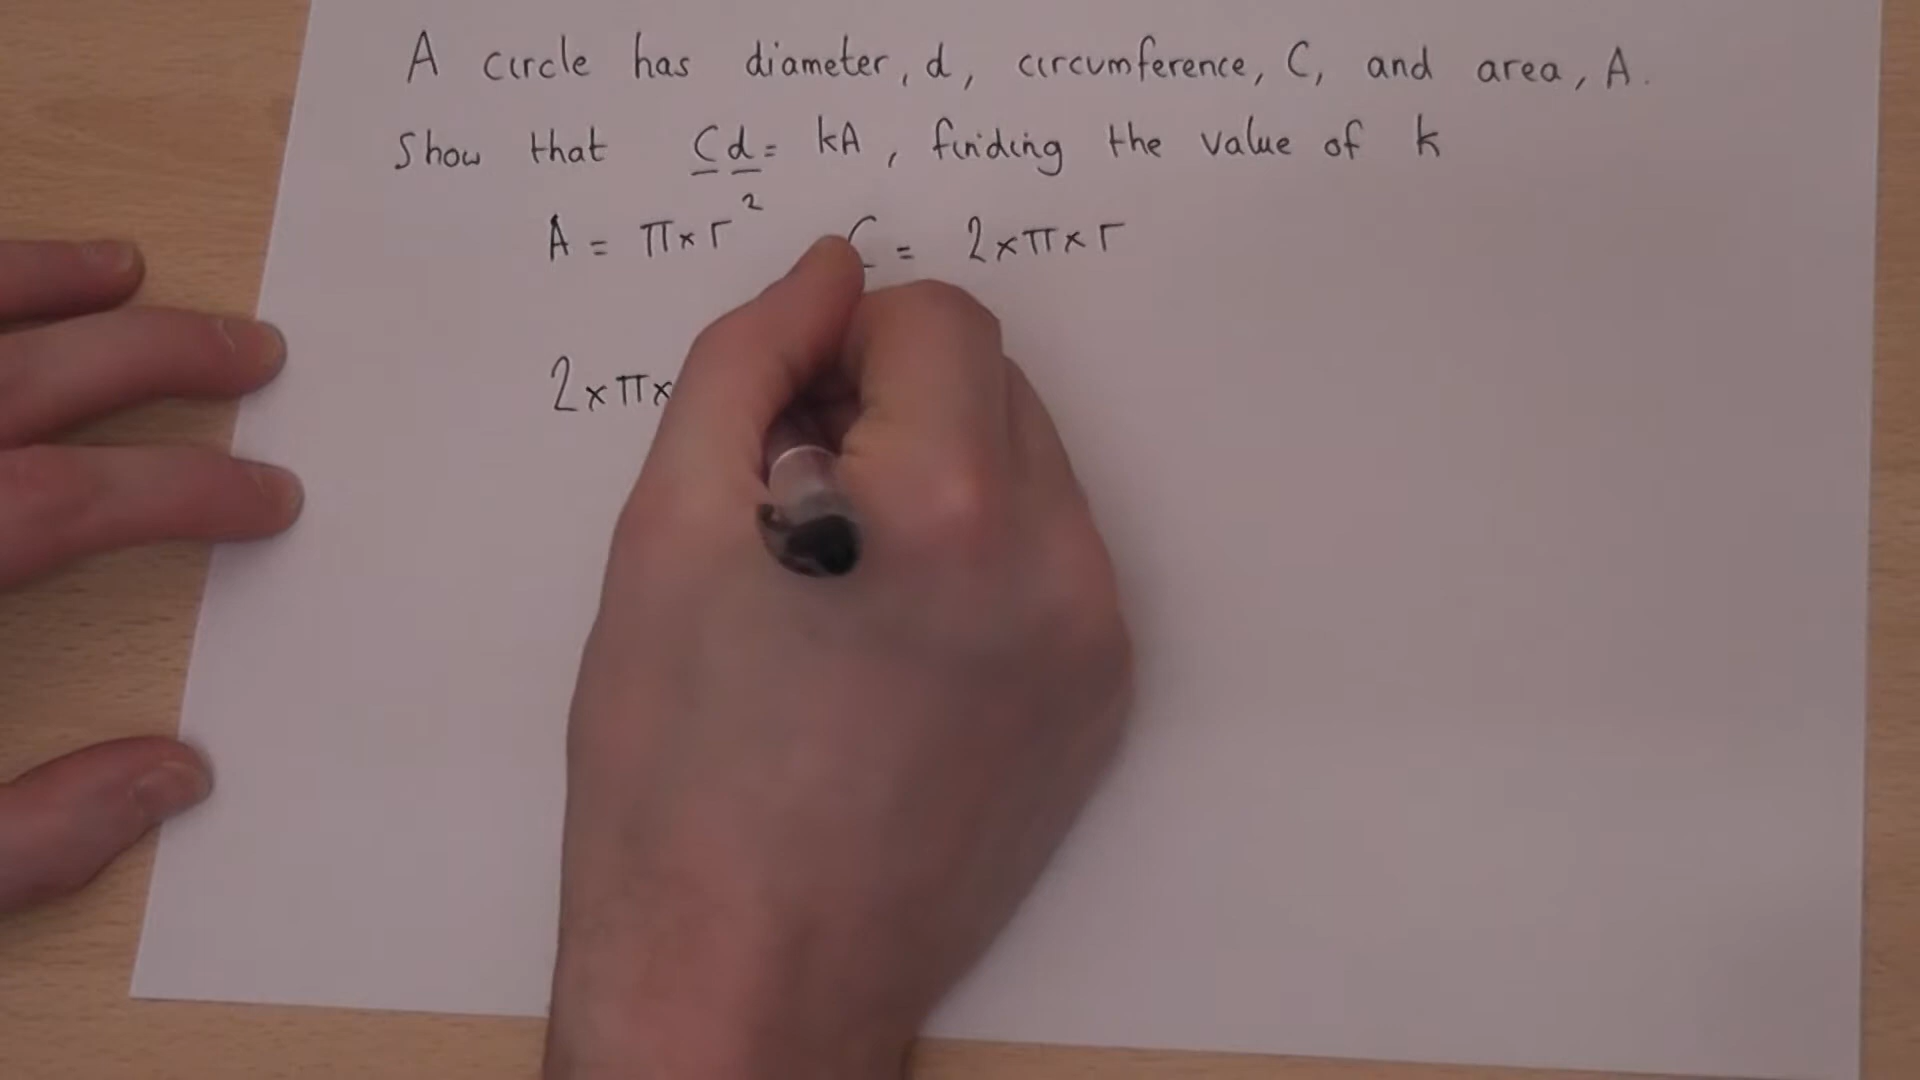 A circle has diameter, d, circumference, C, and area, A.
Show that Cd = kA, finding the value of k
A = π×r² C = 2×π×r
2×π×